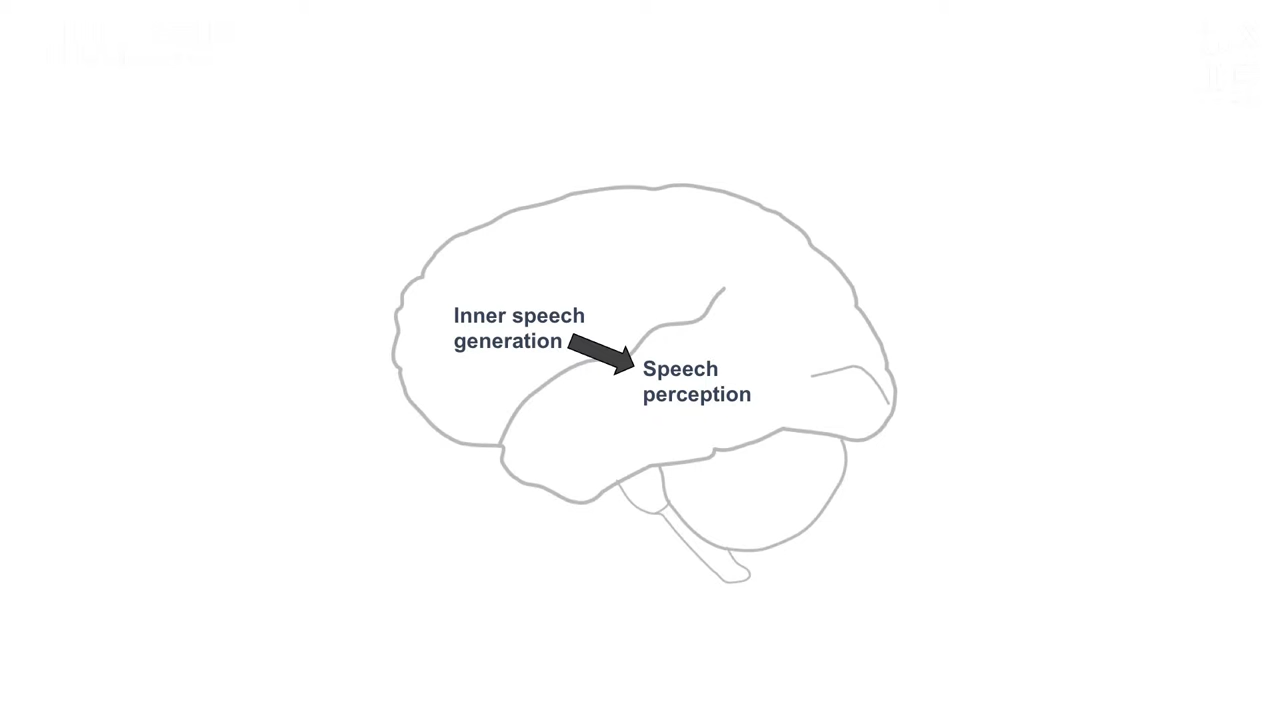 Inner speech
generation
Speech
perception